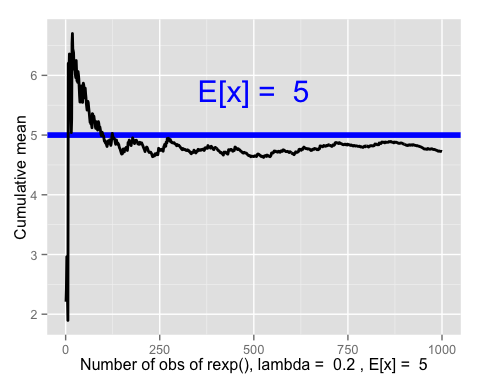 E[x] = 5
Cumulative mean
6
5
4
3
2
0 250 500 750 1000
Number of obs of rexp(), lambda = 0.2 , E[x] = 5